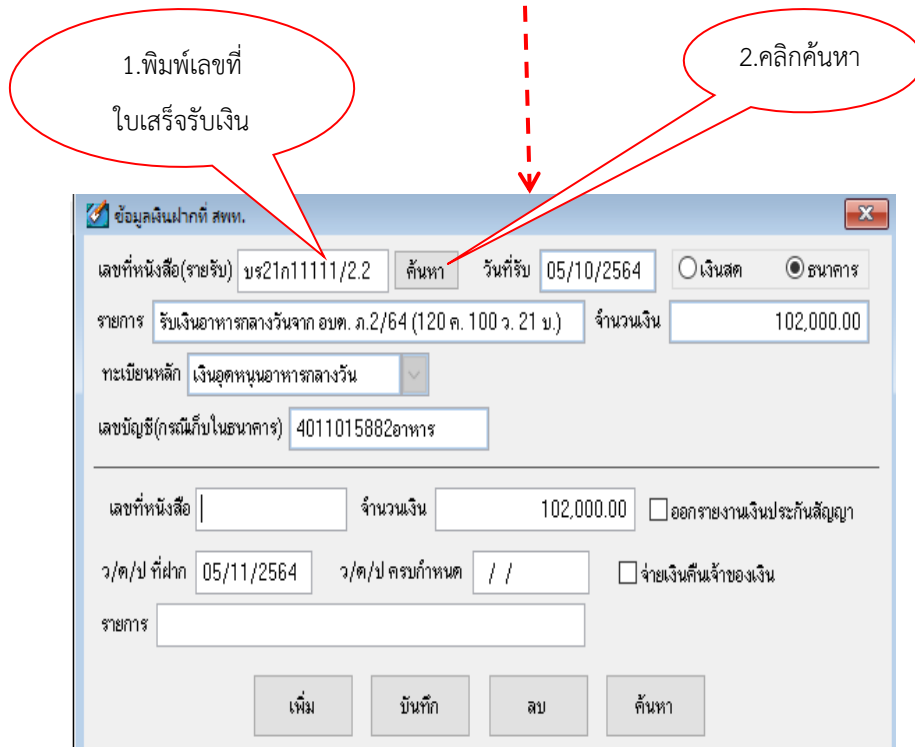 1.พิมพ์เลขที่
ใบเสร็จรับเงิน
2.คลิกค้นหา
ข้อมูลเงินฝากที่ สพท.
เลขที่หนังสือ(รายรับ) บร21ก11111/2.2 ค้นหา วันที่รับ 05/10/2564 เงินสด ธนาคาร
รายการ รับเงินอาหารกลางวันจาก อบต. ภ.2/64 (120 ค. 100 ว. 21 บ.) จำนวนเงิน 102,000.00
ทะเบียนหลัก เงินอุดหนุนอาหารกลางวัน
เลขบัญชี(กรณีเก็บในธนาคาร) 4011015882อาหาร
เลขที่หนังสือ จำนวนเงิน 102,000.00 ออกรายงานเงินประกันสัญญา
ว/ด/ป ที่ฝาก 05/11/2564 ว/ด/ป ครบกำหนด / / จ่ายเงินคืนเจ้าของเงิน
รายการ
เพิ่ม บันทึก ลบ ค้นหา